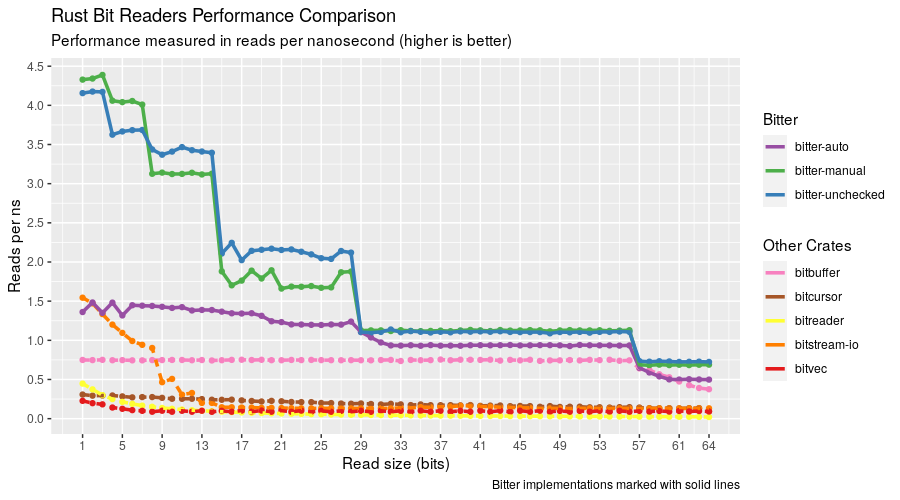 Rust Bit Readers Performance Comparison
Performance measured in reads per nanosecond (higher is better)
Reads per ns
4.5
4.0
3.5
3.0
2.5
2.0
1.5
1.0
0.5
0.0
1 5 9 13 17 21 25 29 33 37 41 45 49 53 57 61 64
Read size (bits)
Bitter
bitter-auto
bitter-manual
bitter-unchecked
Other Crates
bitbuffer
bitcursor
bitreader
bitstream-io
bitvec
Bitter implementations marked with solid lines